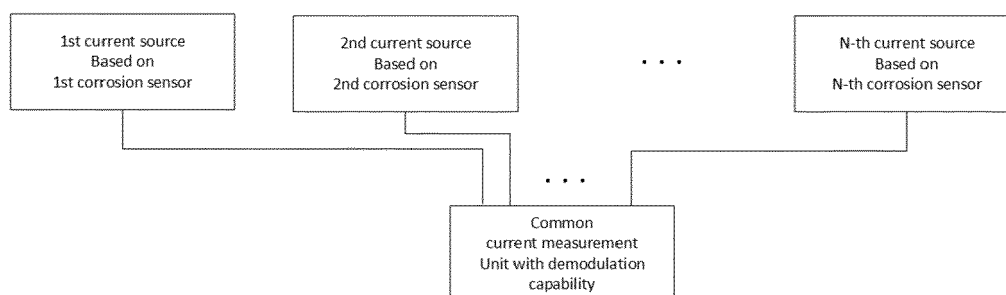 1st current source
Based on
1st corrosion sensor
2nd current source
Based on
2nd corrosion sensor
. . .
N-th current source
Based on
N-th corrosion sensor
. . .
Common
current measurement
Unit with demodulation
capability